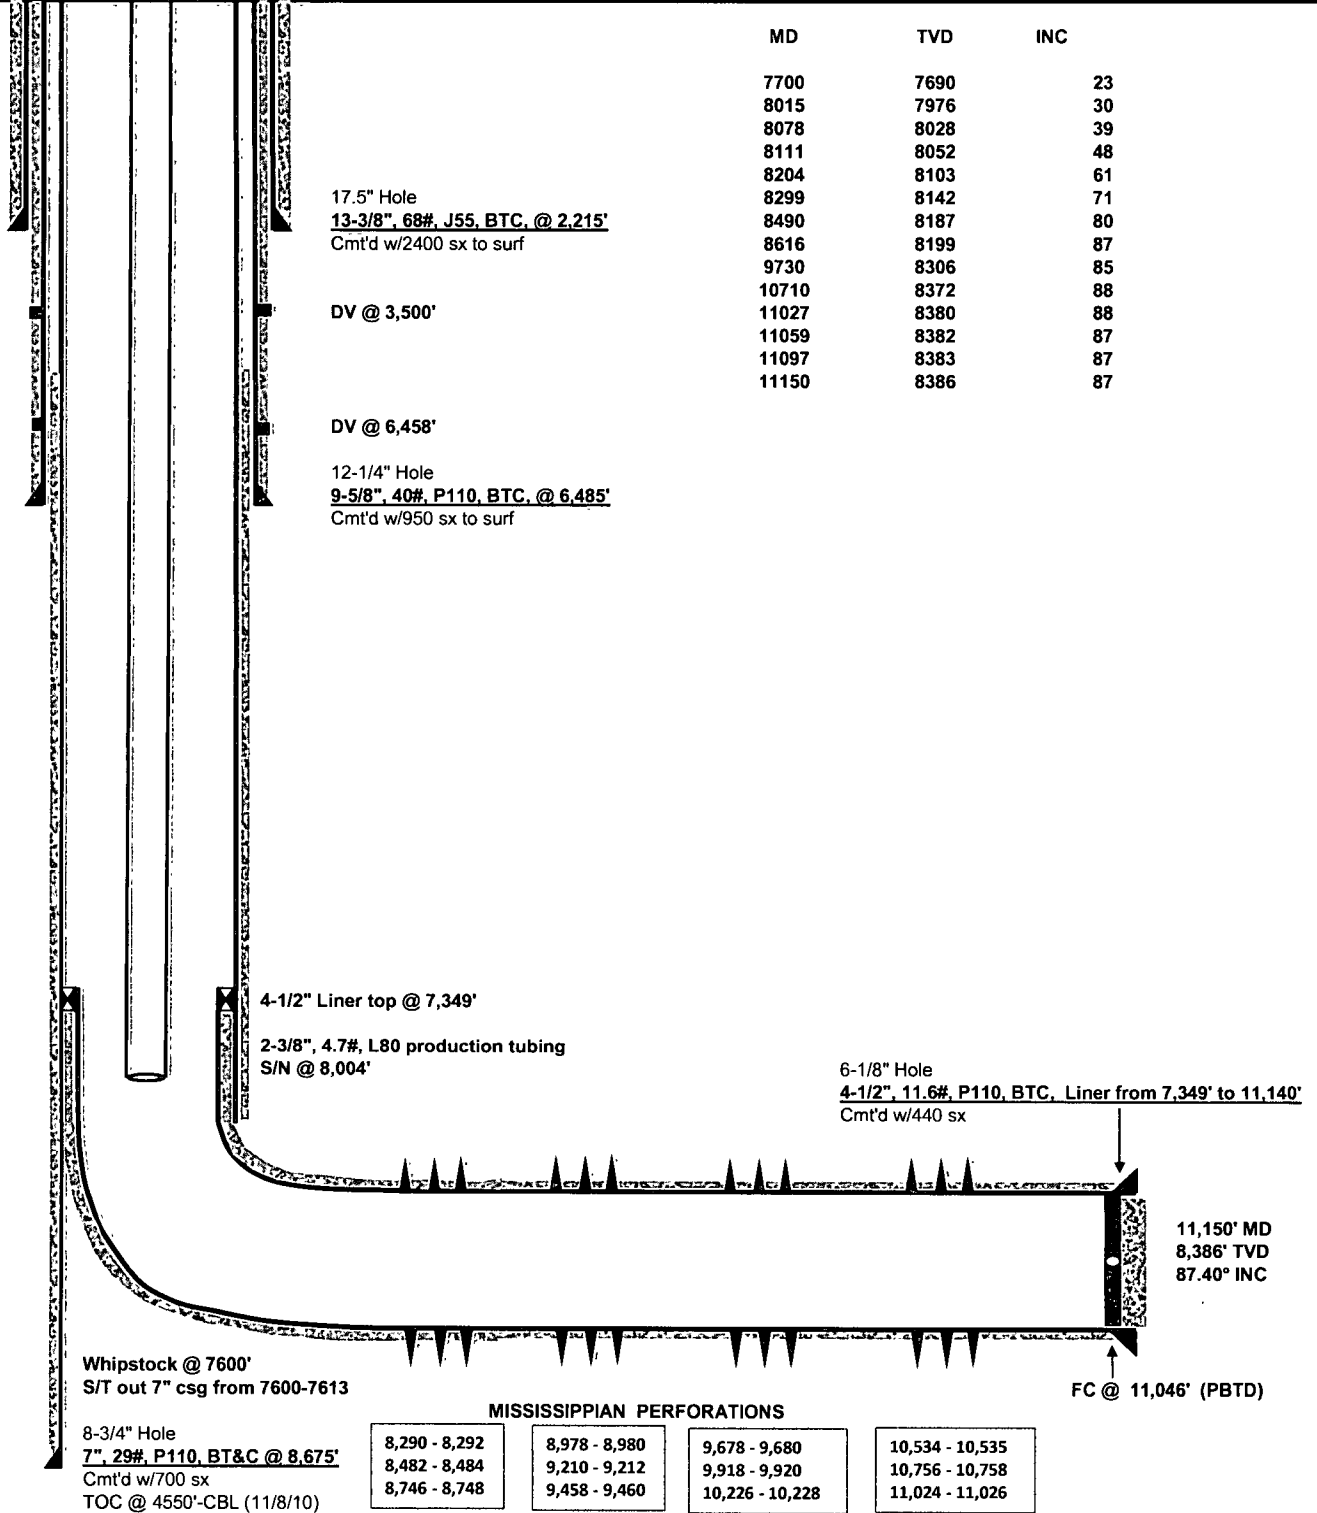 MD TVD INC
7700 7690 23
8015 7976 30
8078 8028 39
8111 8052 48
8204 8103 61
8299 8142 71
8490 8187 80
8616 8199 87
9730 8306 85
10710 8372 88
11027 8380 88
11059 8382 87
11097 8383 87
11150 8386 87
17.5" Hole
13-3/8", 68#, J55, BTC, @ 2,215'
Cmt'd w/2400 sx to surf
DV @ 3,500'
DV @ 6,458'
12-1/4" Hole
9-5/8", 40#, P110, BTC, @ 6,485'
Cmt'd w/950 sx to surf
4-1/2" Liner top @ 7,349'
2-3/8", 4.7#, L80 production tubing
S/N @ 8,004'
6-1/8" Hole
4-1/2", 11.6#, P110, BTC, Liner from 7,349' to 11,140'
Cmt'd w/440 sx
11,150' MD
8,386' TVD
87.40° INC
Whipstock @ 7600'
S/T out 7" csg from 7600-7613
FC @ 11,046' (PBTD)
8-3/4" Hole
7", 29#, P110, BT&C @ 8,675'
Cmt'd w/700 sx
TOC @ 4550'-CBL (11/8/10)
MISSISSIPPIAN PERFORATIONS
8,290 - 8,292
8,482 - 8,484
8,746 - 8,748
8,978 - 8,980
9,210 - 9,212
9,458 - 9,460
9,678 - 9,680
9,918 - 9,920
10,226 - 10,228
10,534 - 10,535
10,756 - 10,758
11,024 - 11,026